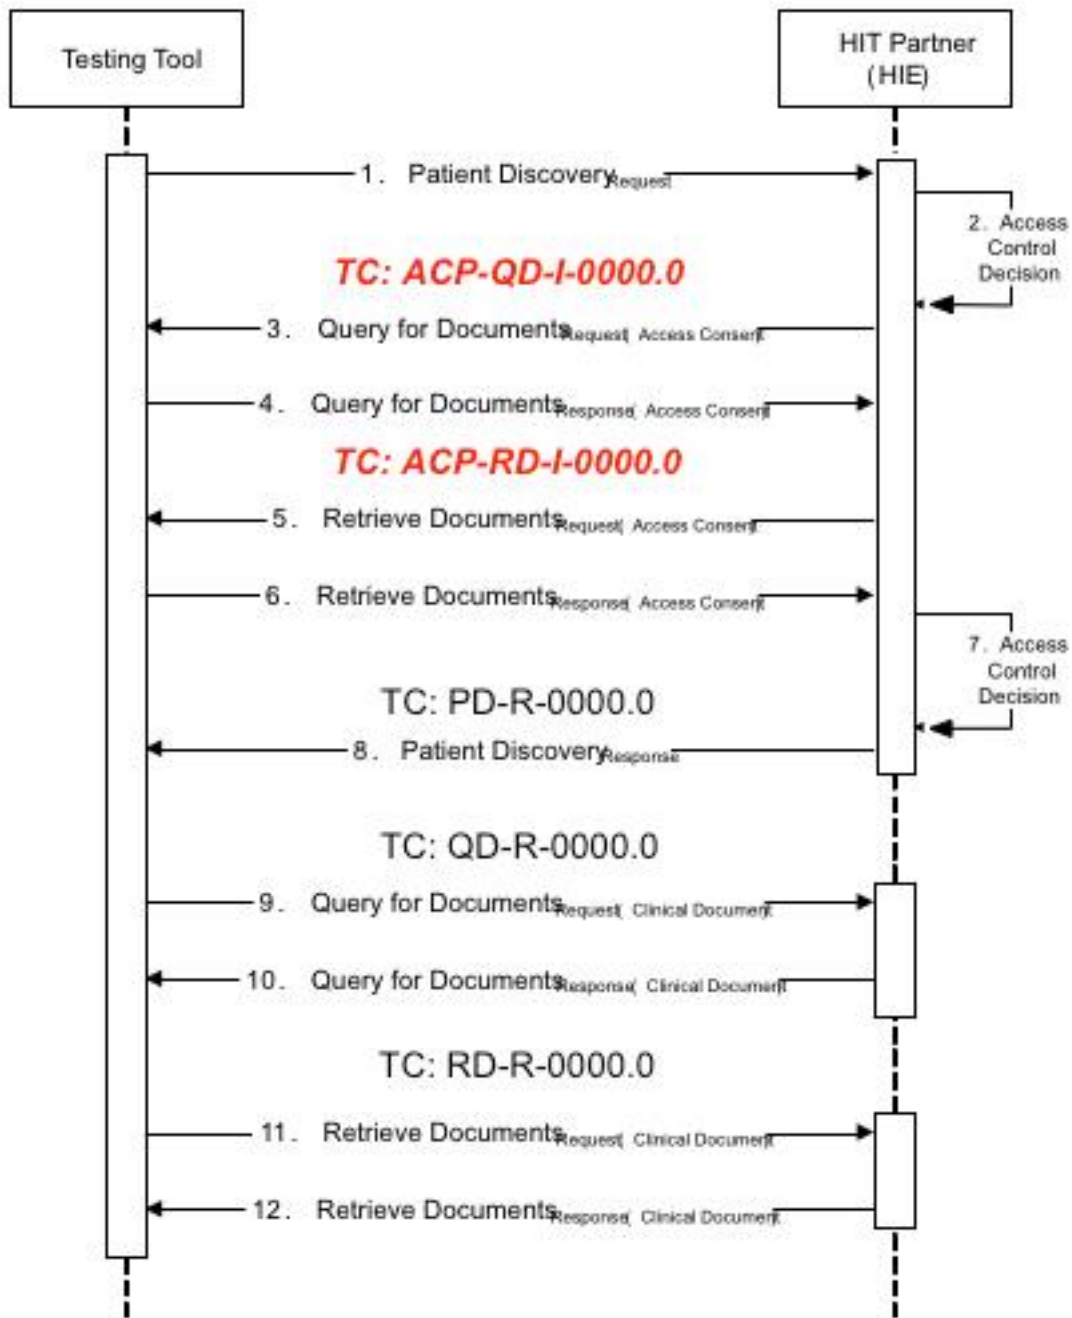 Testing Tool
HIT Partner
(HIE)
1. Patient Discovery Request
2. Access
Control
Decision
TC: ACP-QD-I-0000.0
3. Query for Documents Request( Access Consent)
4. Query for Documents Response( Access Consent)
TC: ACP-RD-I-0000.0
5. Retrieve Documents Request( Access Consent)
6. Retrieve Documents Response( Access Consent)
7. Access
Control
Decision
TC: PD-R-0000.0
8. Patient Discovery Response
TC: QD-R-0000.0
9. Query for Documents Request( Clinical Document)
10. Query for Documents Response( Clinical Document)
TC: RD-R-0000.0
11. Retrieve Documents Request( Clinical Document)
12. Retrieve Documents Response( Clinical Document)